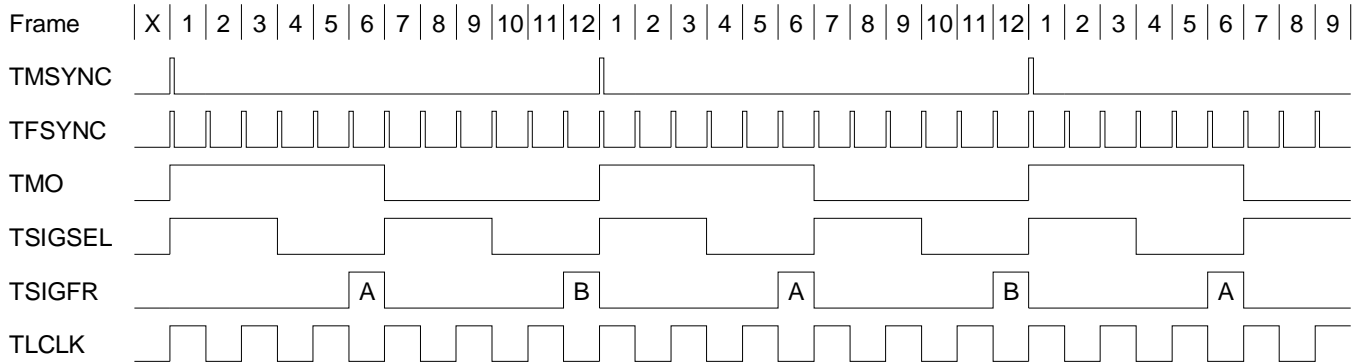 Frame X 1 2 3 4 5 6 7 8 9 10 11 12 1 2 3 4 5 6 7 8 9 10 11 12 1 2 3 4 5 6 7 8 9
TMSYNC
TFSYNC
TMO
TSIGSEL
TSIGFR A B A B A
TLCLK